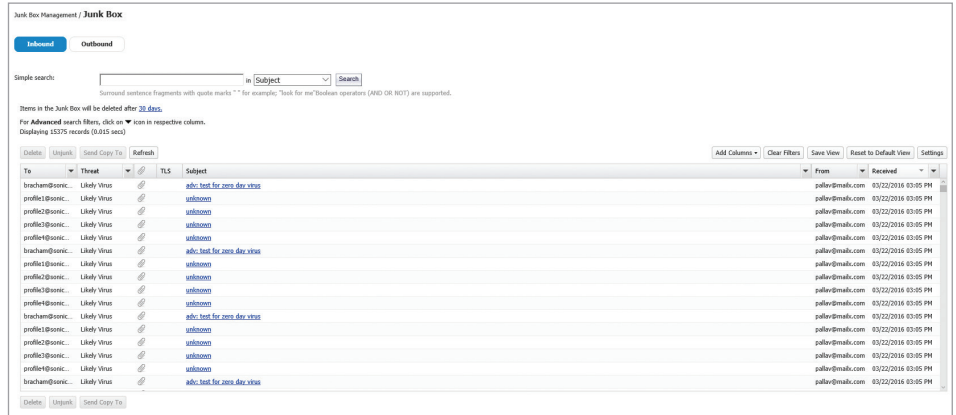 Junk Box Management / Junk Box
Inbound Outbound
Simple search: in Subject Search
Surround sentence fragments with quote marks " " for example; "look for me"Boolean operators (AND OR NOT) are supported.
Items in the Junk Box will be deleted after 30 days.
For Advanced search filters, click on ▼ icon in respective column.
Displaying 15375 records (0.015 secs)
Delete Unjunk Send Copy To Refresh Add Columns Clear Filters Save View Reset to Default View Settings
To Threat TLS Subject From Received
bracham@sonic... Likely Virus adv: test for zero day virus pallav@mailx.com 03/22/2016 03:05 PM
profile1@sonic... Likely Virus unknown pallav@mailx.com 03/22/2016 03:05 PM
profile2@sonic... Likely Virus unknown pallav@mailx.com 03/22/2016 03:05 PM
profile3@sonic... Likely Virus unknown pallav@mailx.com 03/22/2016 03:05 PM
profile4@sonic... Likely Virus unknown pallav@mailx.com 03/22/2016 03:05 PM
bracham@sonic... Likely Virus adv: test for zero day virus pallav@mailx.com 03/22/2016 03:05 PM
profile1@sonic... Likely Virus unknown pallav@mailx.com 03/22/2016 03:05 PM
profile2@sonic... Likely Virus unknown pallav@mailx.com 03/22/2016 03:05 PM
profile3@sonic... Likely Virus unknown pallav@mailx.com 03/22/2016 03:05 PM
profile4@sonic... Likely Virus unknown pallav@mailx.com 03/22/2016 03:05 PM
bracham@sonic... Likely Virus adv: test for zero day virus pallav@mailx.com 03/22/2016 03:05 PM
profile1@sonic... Likely Virus unknown pallav@mailx.com 03/22/2016 03:05 PM
profile2@sonic... Likely Virus unknown pallav@mailx.com 03/22/2016 03:05 PM
profile3@sonic... Likely Virus unknown pallav@mailx.com 03/22/2016 03:05 PM
profile4@sonic... Likely Virus unknown pallav@mailx.com 03/22/2016 03:05 PM
bracham@sonic... Likely Virus adv: test for zero day virus pallav@mailx.com 03/22/2016 03:05 PM
Delete Unjunk Send Copy To